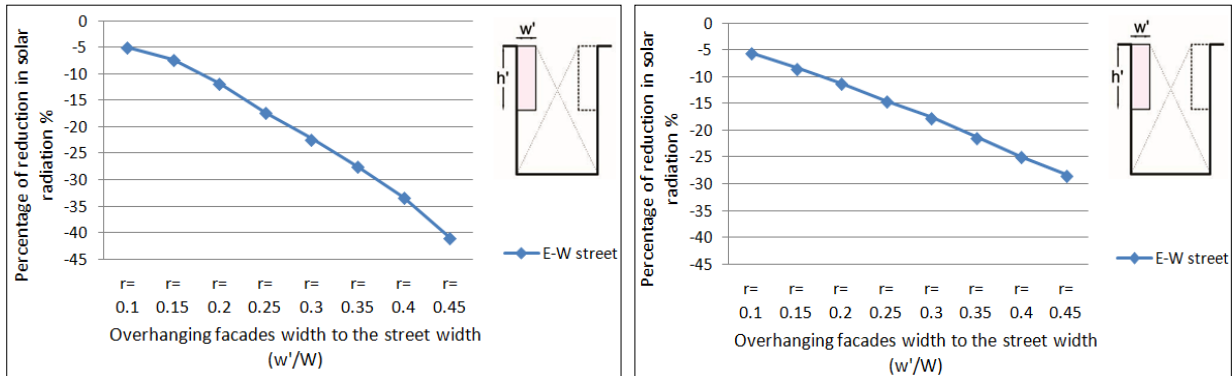 Percentage of reduction in solar
radiation %
0
-5
-10
-15
-20
-25
-30
-35
-40
-45
r=
0.1
r=
0.15
r=
0.2
r=
0.25
r=
0.3
r=
0.35
r=
0.4
r=
0.45
Overhanging facades width to the street width
(w'/W)
w'
h'
E-W street
Percentage of reduction in solar
radiation %
0
-5
-10
-15
-20
-25
-30
-35
-40
-45
r=
0.1
r=
0.15
r=
0.2
r=
0.25
r=
0.3
r=
0.35
r=
0.4
r=
0.45
Overhanging facades width to the street width
(w'/W)
w'
h'
E-W street